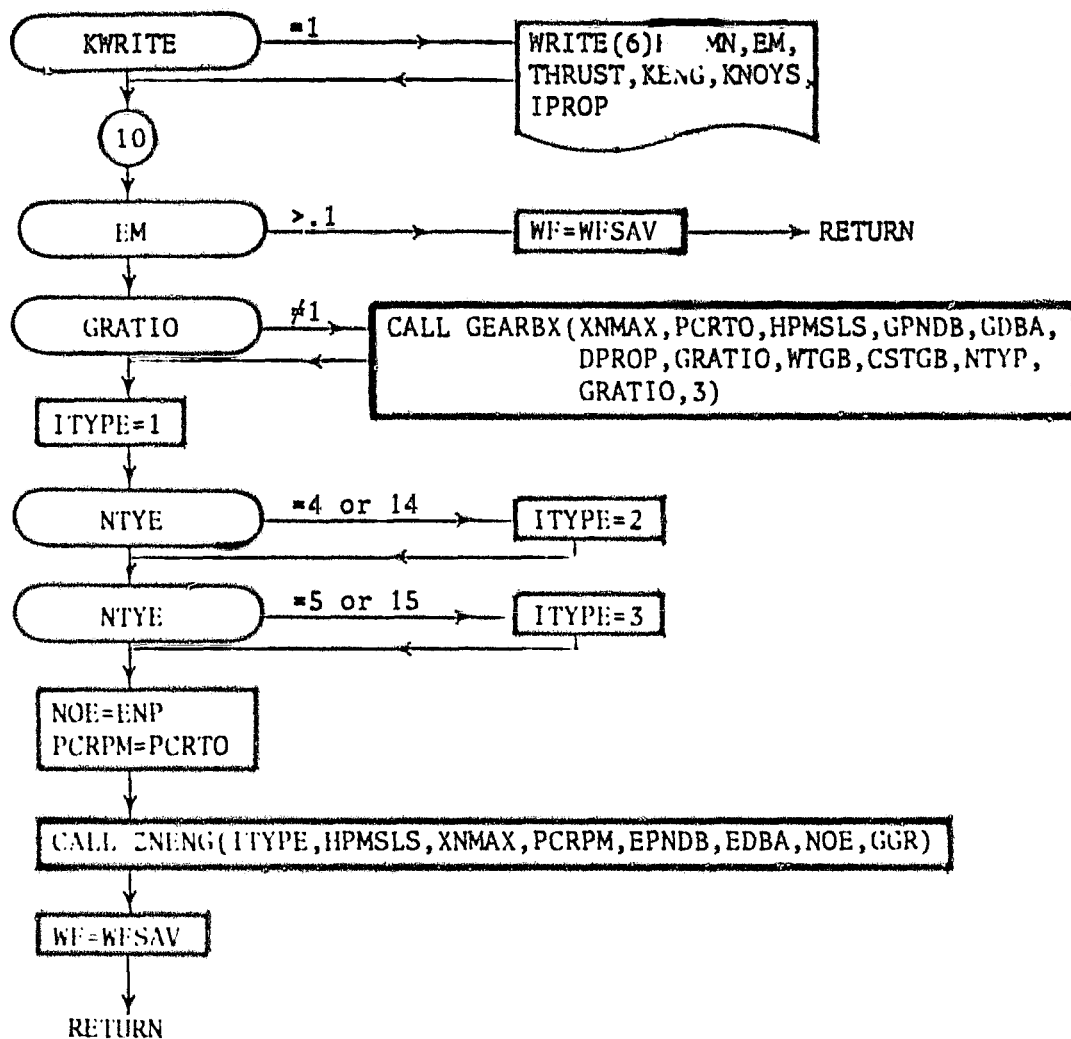 KWRITE
=1
WRITE(6) MN,EM,
THRUST,KENG,KNOYS,
IPROP
10
EM
>.1
WF=WFSAV
RETURN
GRATIO
≠1
CALL GEARBX(XNMAX,PCRTO,HPMSLS,GPNDB,GDBA,
DPROP,GRATIO,WTGB,CSTGB,NTYP,
GRATIO,3)
ITYPE=1
NTYE
=4 or 14
ITYPE=2
NTYE
=5 or 15
ITYPE=3
NOE=ENP
PCRPM=PCRTO
CALL ZNENG(ITYPE,HPMSLS,XNMAX,PCRPM,EPNDB,EDBA,NOE,GGR)
WF=WFSAV
RETURN